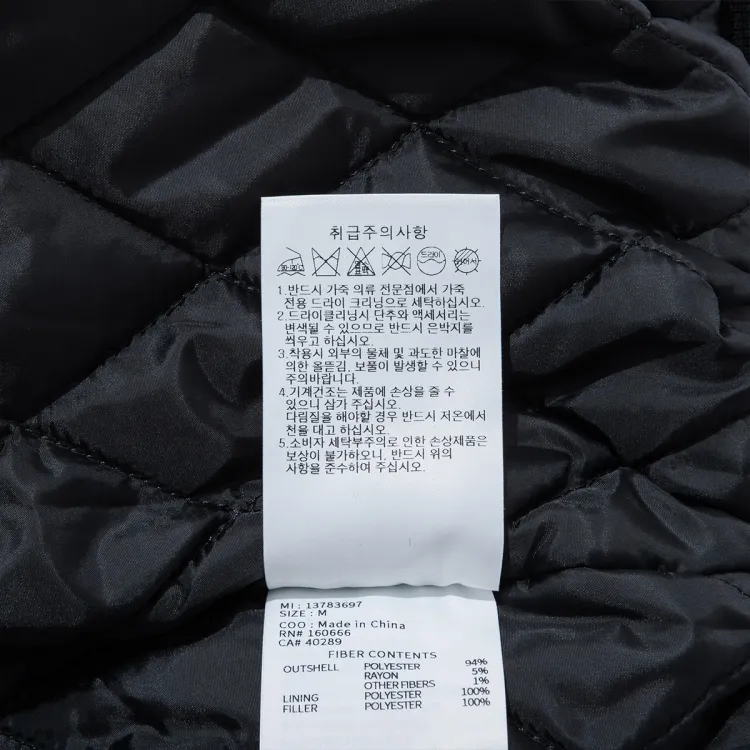 취급주의사항
드라이
1.반드시 가죽 의류 전문점에서 가죽
전용 드라이 크리닝으로 세탁하십시오.
2.드라이클리닝시 단추와 액세서리는
변색될 수 있으므로 반드시 은박지를
씌우고 하십시오.
3.착용시 외부의 물체 및 과도한 마찰에
의한 올뜯김, 보풀이 발생할 수 있으니
주의바랍니다.
4.기계건조는 제품에 손상을 줄 수
있으니 삼가 주십시오.
다림질을 해야할 경우 반드시 저온에서
천을 대고 하십시오.
5.소비자 세탁부주의로 인한 손상제품은
보상이 불가하오니, 반드시 위의
사항을 준수하여 주십시오.
MI : 13783697
SIZE : M
COO : Made in China
RN# 160666
CA# 40289
FIBER CONTENTS
OUTSHELL POLYESTER 94%
RAYON 5%
OTHER FIBERS 1%
LINING POLYESTER 100%
FILLER POLYESTER 100%